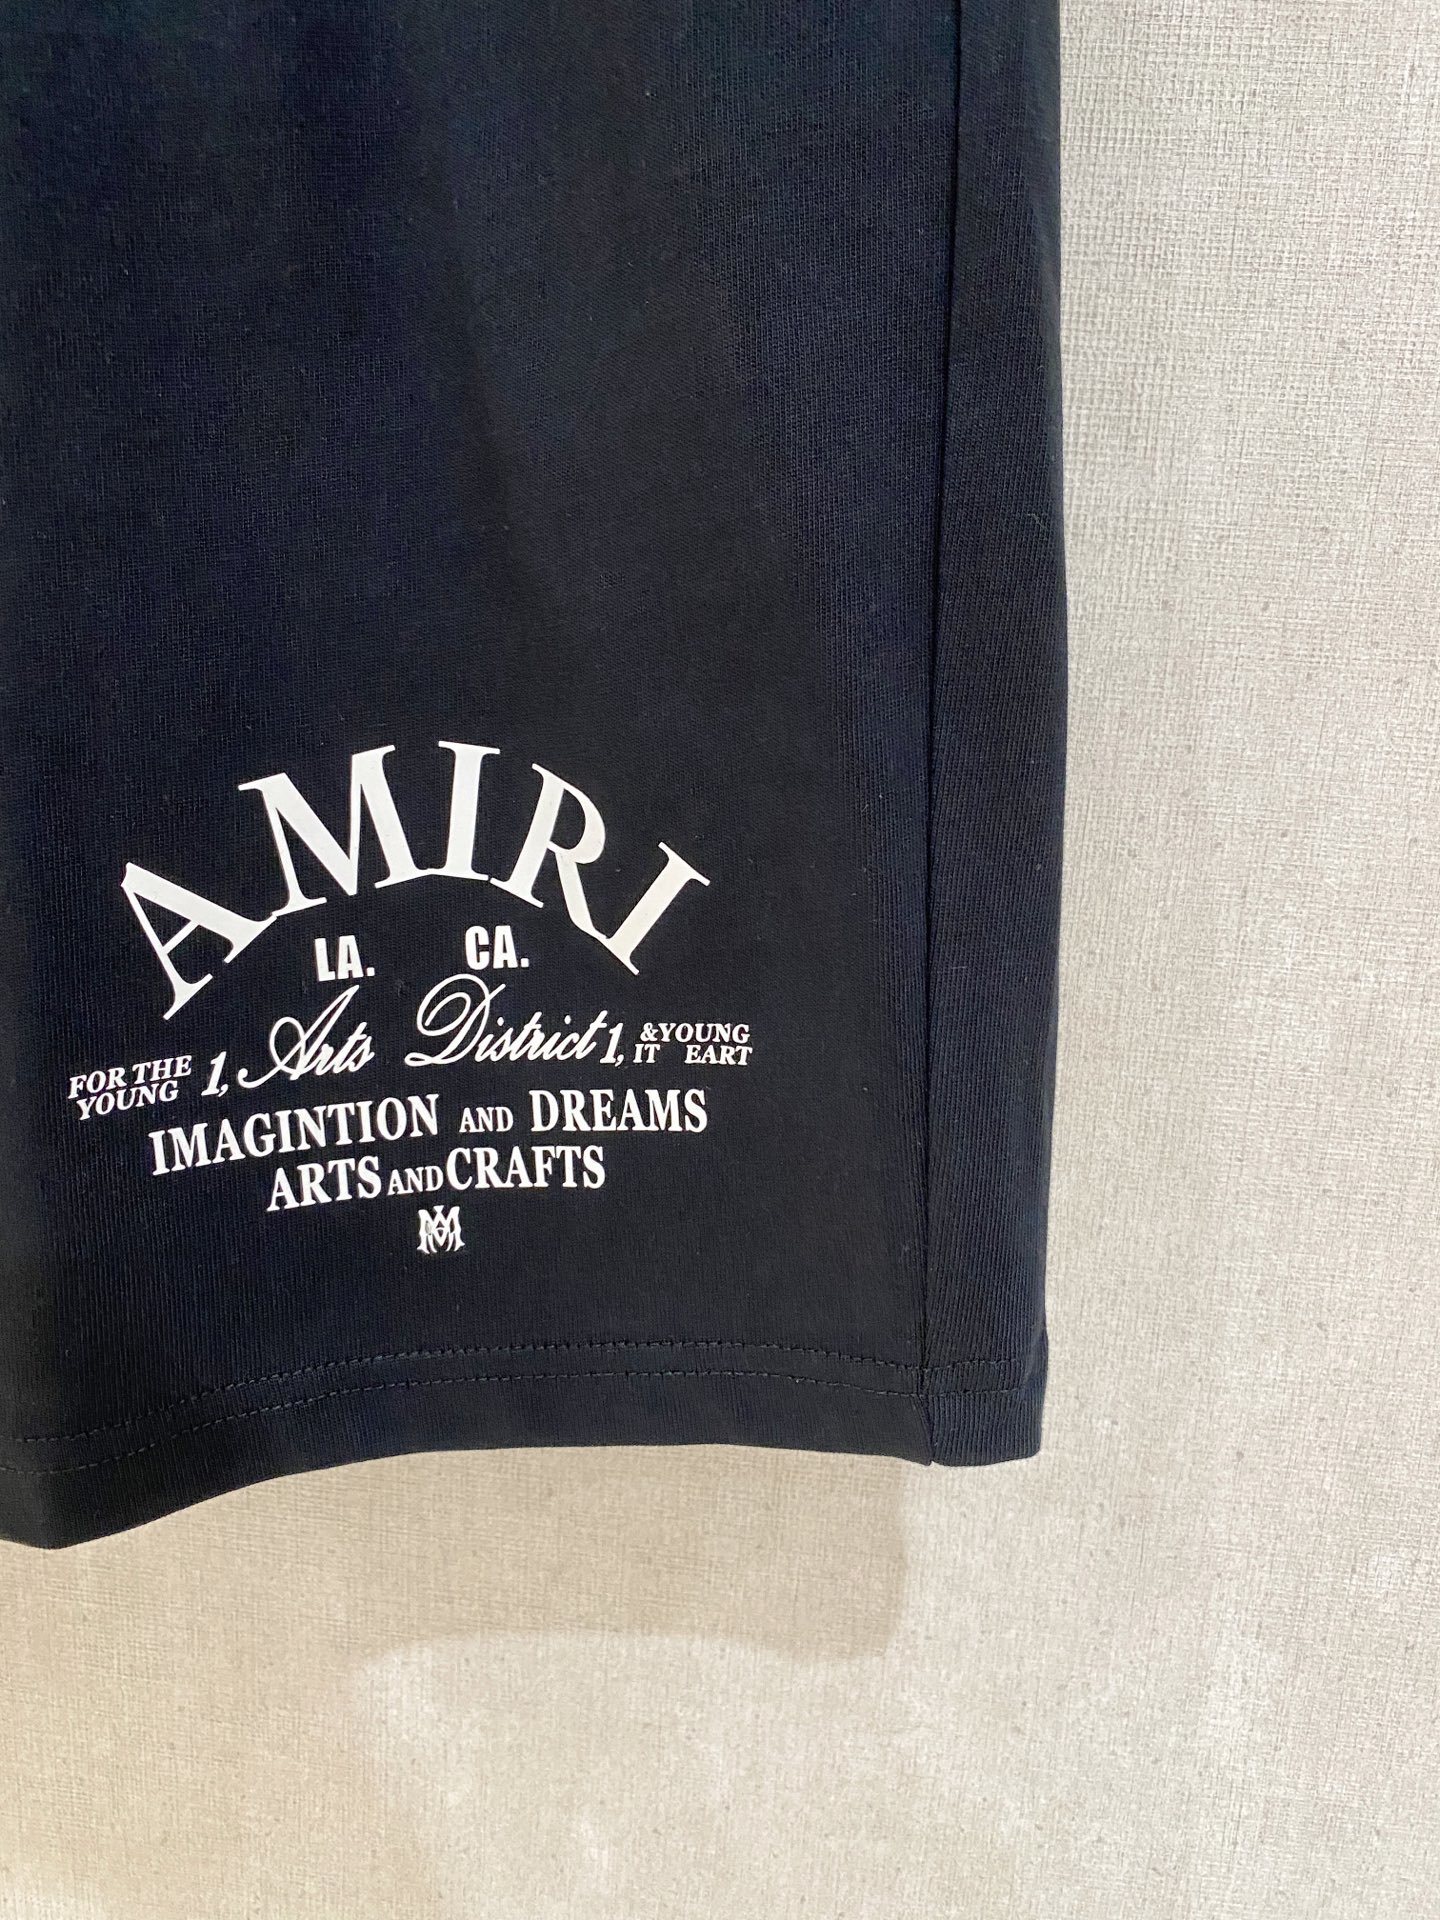 AMIRI
LA. CA.
FOR THE YOUNG 1, Arts District 1, &YOUNG IT EART
IMAGINTION AND DREAMS
ARTS AND CRAFTS
MA